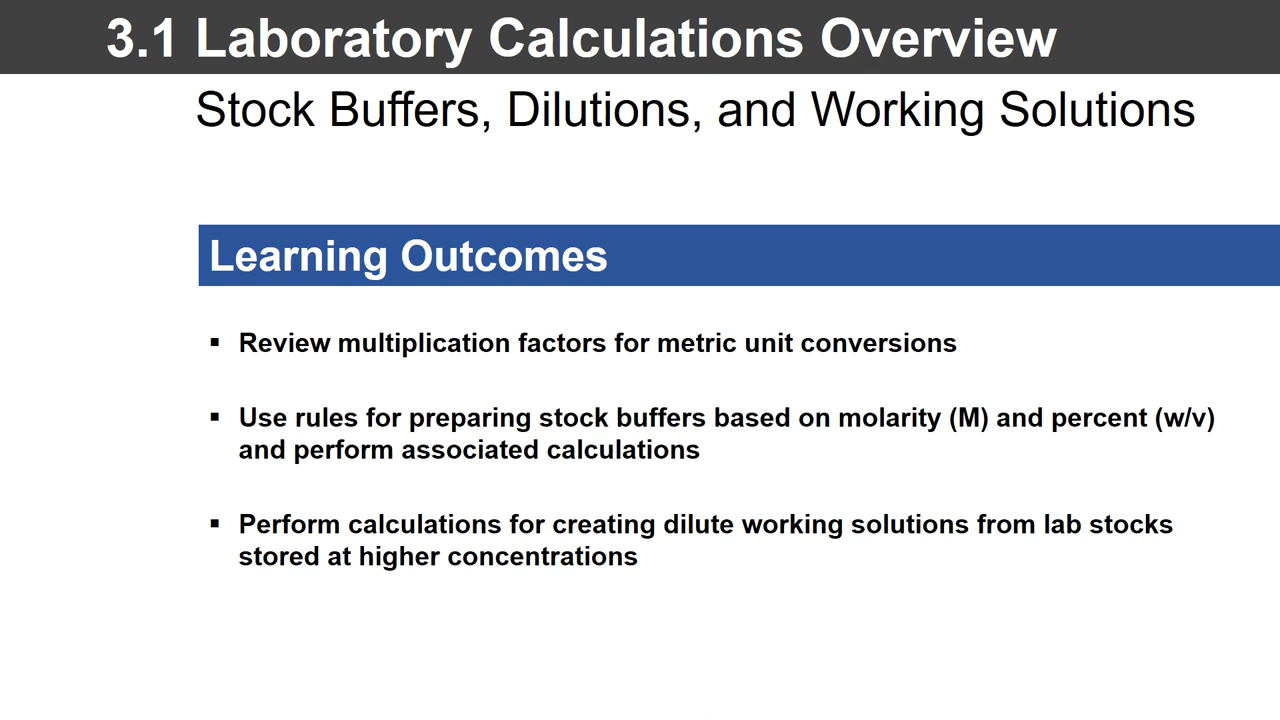 3.1 Laboratory Calculations Overview
Stock Buffers, Dilutions, and Working Solutions
Learning Outcomes
▪ Review multiplication factors for metric unit conversions
▪ Use rules for preparing stock buffers based on molarity (M) and percent (w/v)
and perform associated calculations
▪ Perform calculations for creating dilute working solutions from lab stocks
stored at higher concentrations